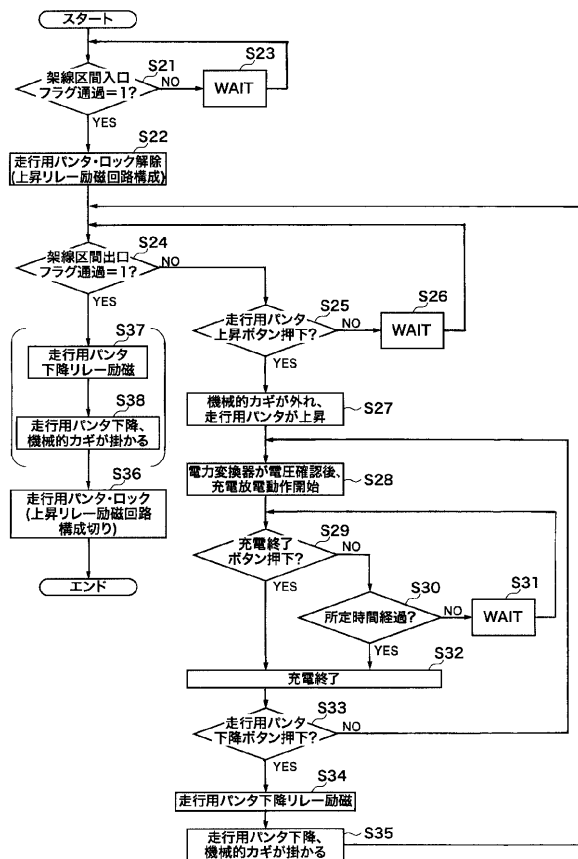 スタート
S21
架線区間入口
フラグ通過=1?
NO
S23
WAIT
YES
S22
走行用パンタ・ロック解除
(上昇リレー励磁回路構成)
S24
架線区間出口
フラグ通過=1?
NO
YES
S25
走行用パンタ
上昇ボタン押下?
NO
S26
WAIT
YES
S37
走行用パンタ
下降リレー励磁
S38
走行用パンタ下降、
機械的カギが掛かる
S36
走行用パンタ・ロック
(上昇リレー励磁回路
構成切り)
エンド
機械的カギが外れ、
走行用パンタが上昇
S27
電力変換器が電圧確認後、
充電放電動作開始
S28
S29
充電終了
ボタン押下?
NO
YES
S30
所定時間経過?
NO
S31
WAIT
YES
S32
充電終了
S33
走行用パンタ
下降ボタン押下?
NO
YES
S34
走行用パンタ下降リレー励磁
走行用パンタ下降、
機械的カギが掛かる
S35